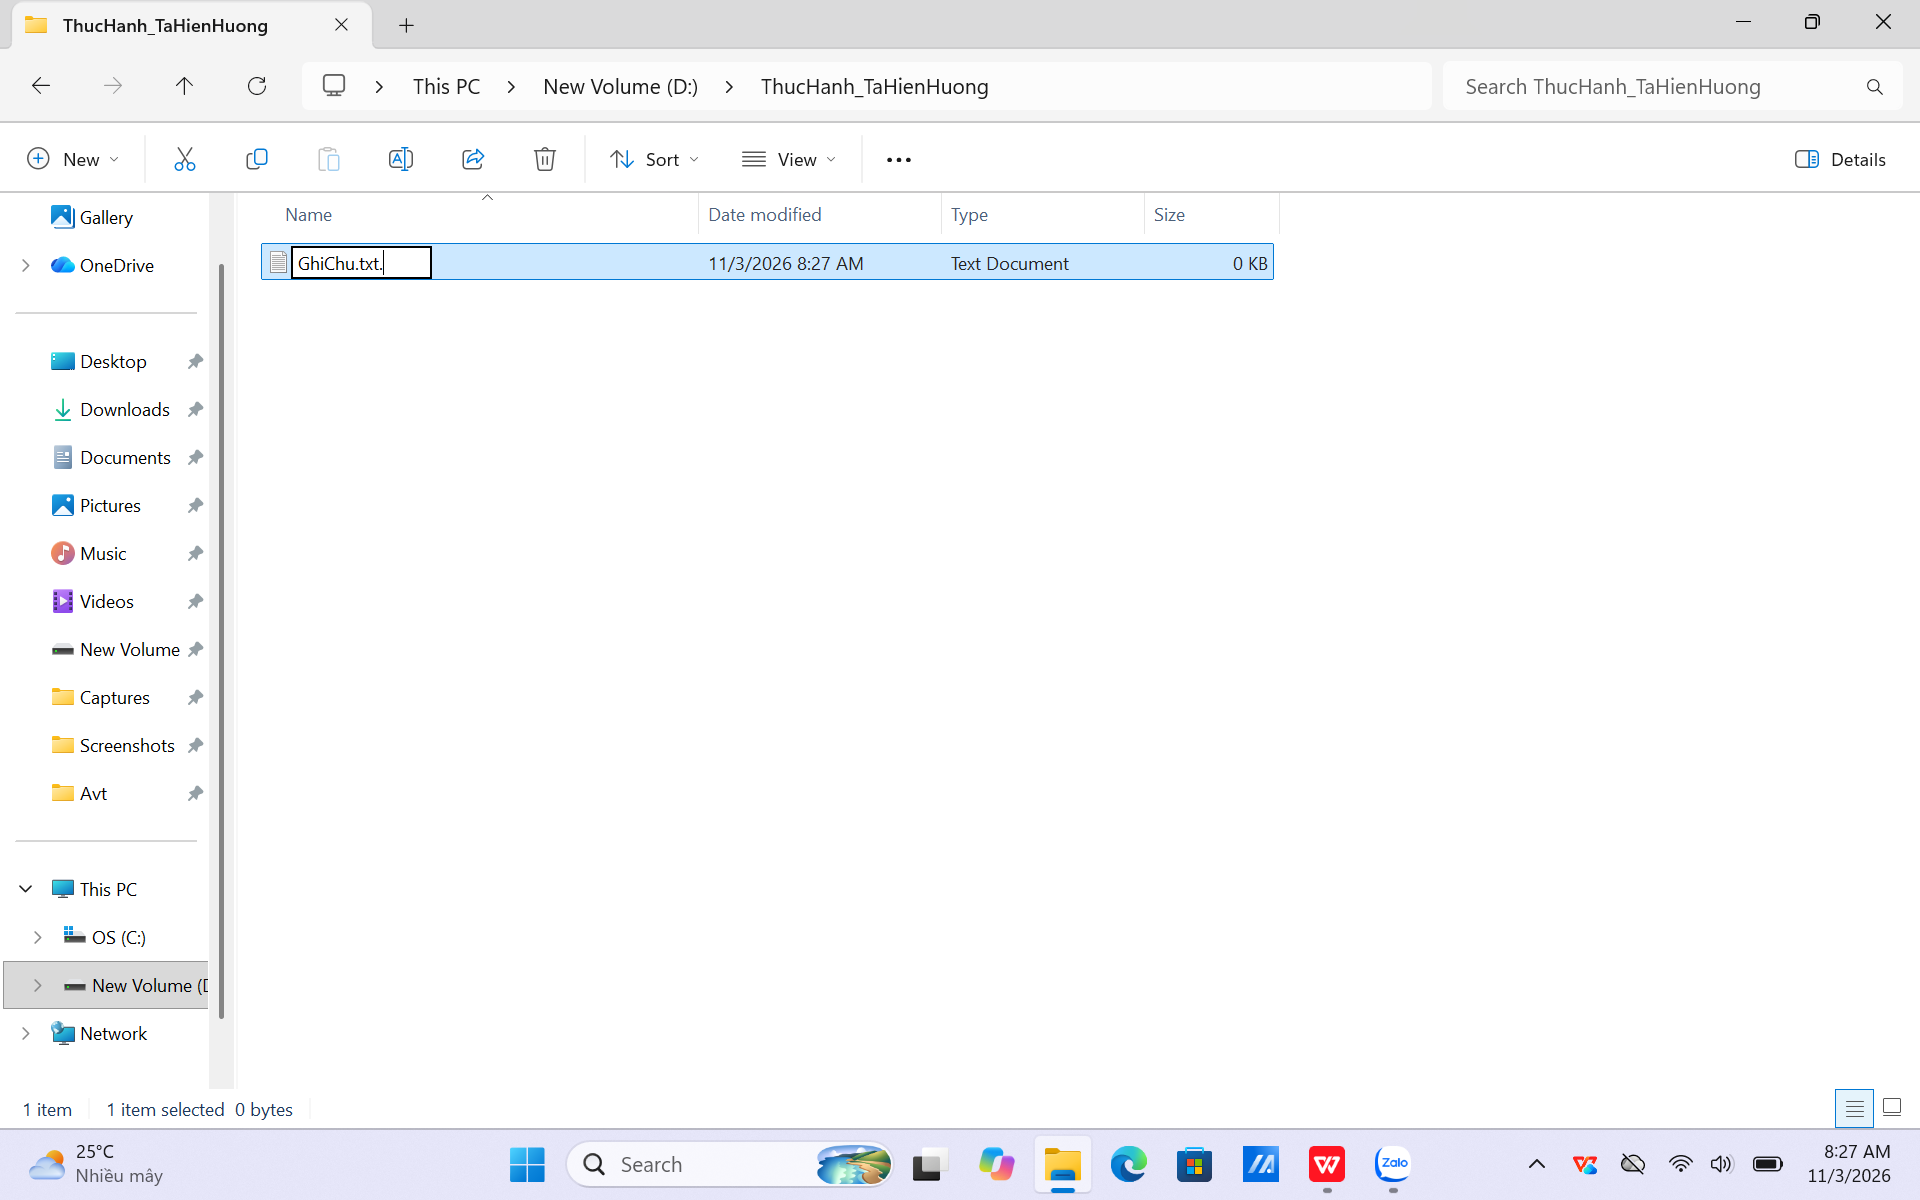 ThucHanh_TaHienHuong
This PC
New Volume (D:)
ThucHanh_TaHienHuong
Search ThucHanh_TaHienHuong
New
Sort
View
Details
Gallery
OneDrive
Desktop
Downloads
Documents
Pictures
Music
Videos
New Volume
Captures
Screenshots
Avt
This PC
OS (C:)
New Volume (D
Network
Name Date modified Type Size
GhiChu.txt. 11/3/2026 8:27 AM Text Document 0 KB
1 item 1 item selected 0 bytes
25°C
Nhiều mây
Search
Zalo
8:27 AM
11/3/2026